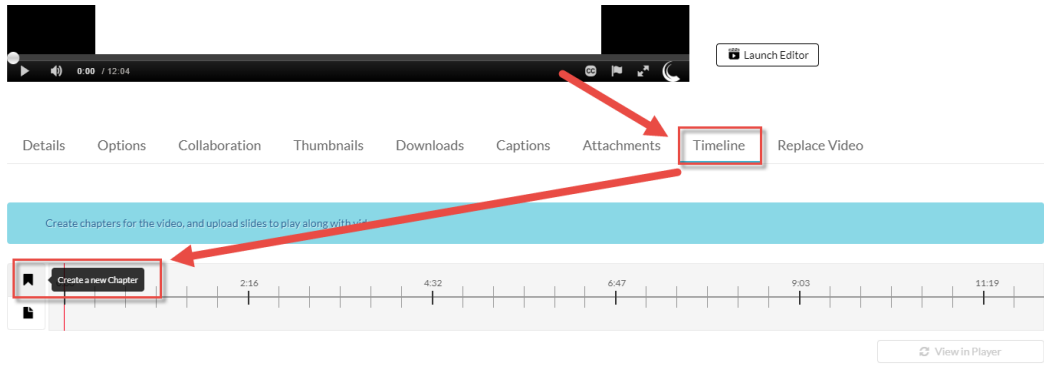 0:00 / 12:04
CC
Launch Editor
Details Options Collaboration Thumbnails Downloads Captions Attachments Timeline Replace Video
Create chapters for the video, and upload slides to play along with
Create a new Chapter
2:16 4:32 6:47 9:03 11:19
View in Player